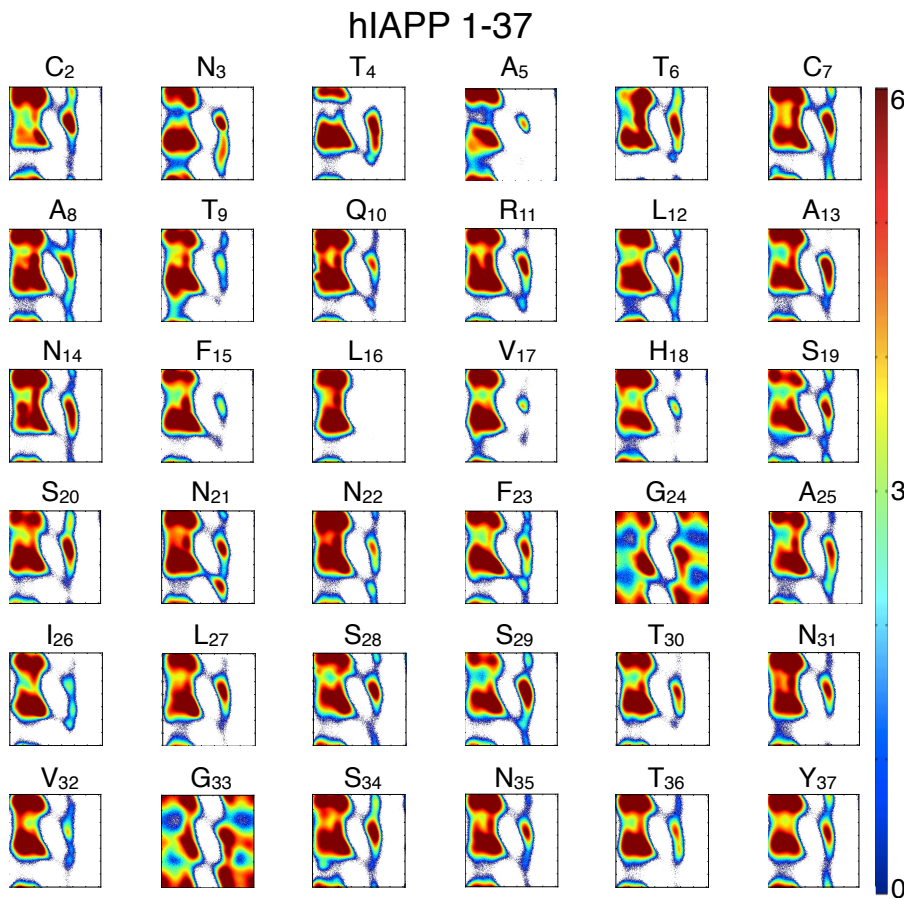 hIAPP 1-37
C2 N3 T4 A5 T6 C7
6
A8 T9 Q10 R11 L12 A13
N14 F15 L16 V17 H18 S19
S20 N21 N22 F23 G24 A25
3
I26 L27 S28 S29 T30 N31
V32 G33 S34 N35 T36 Y37
0